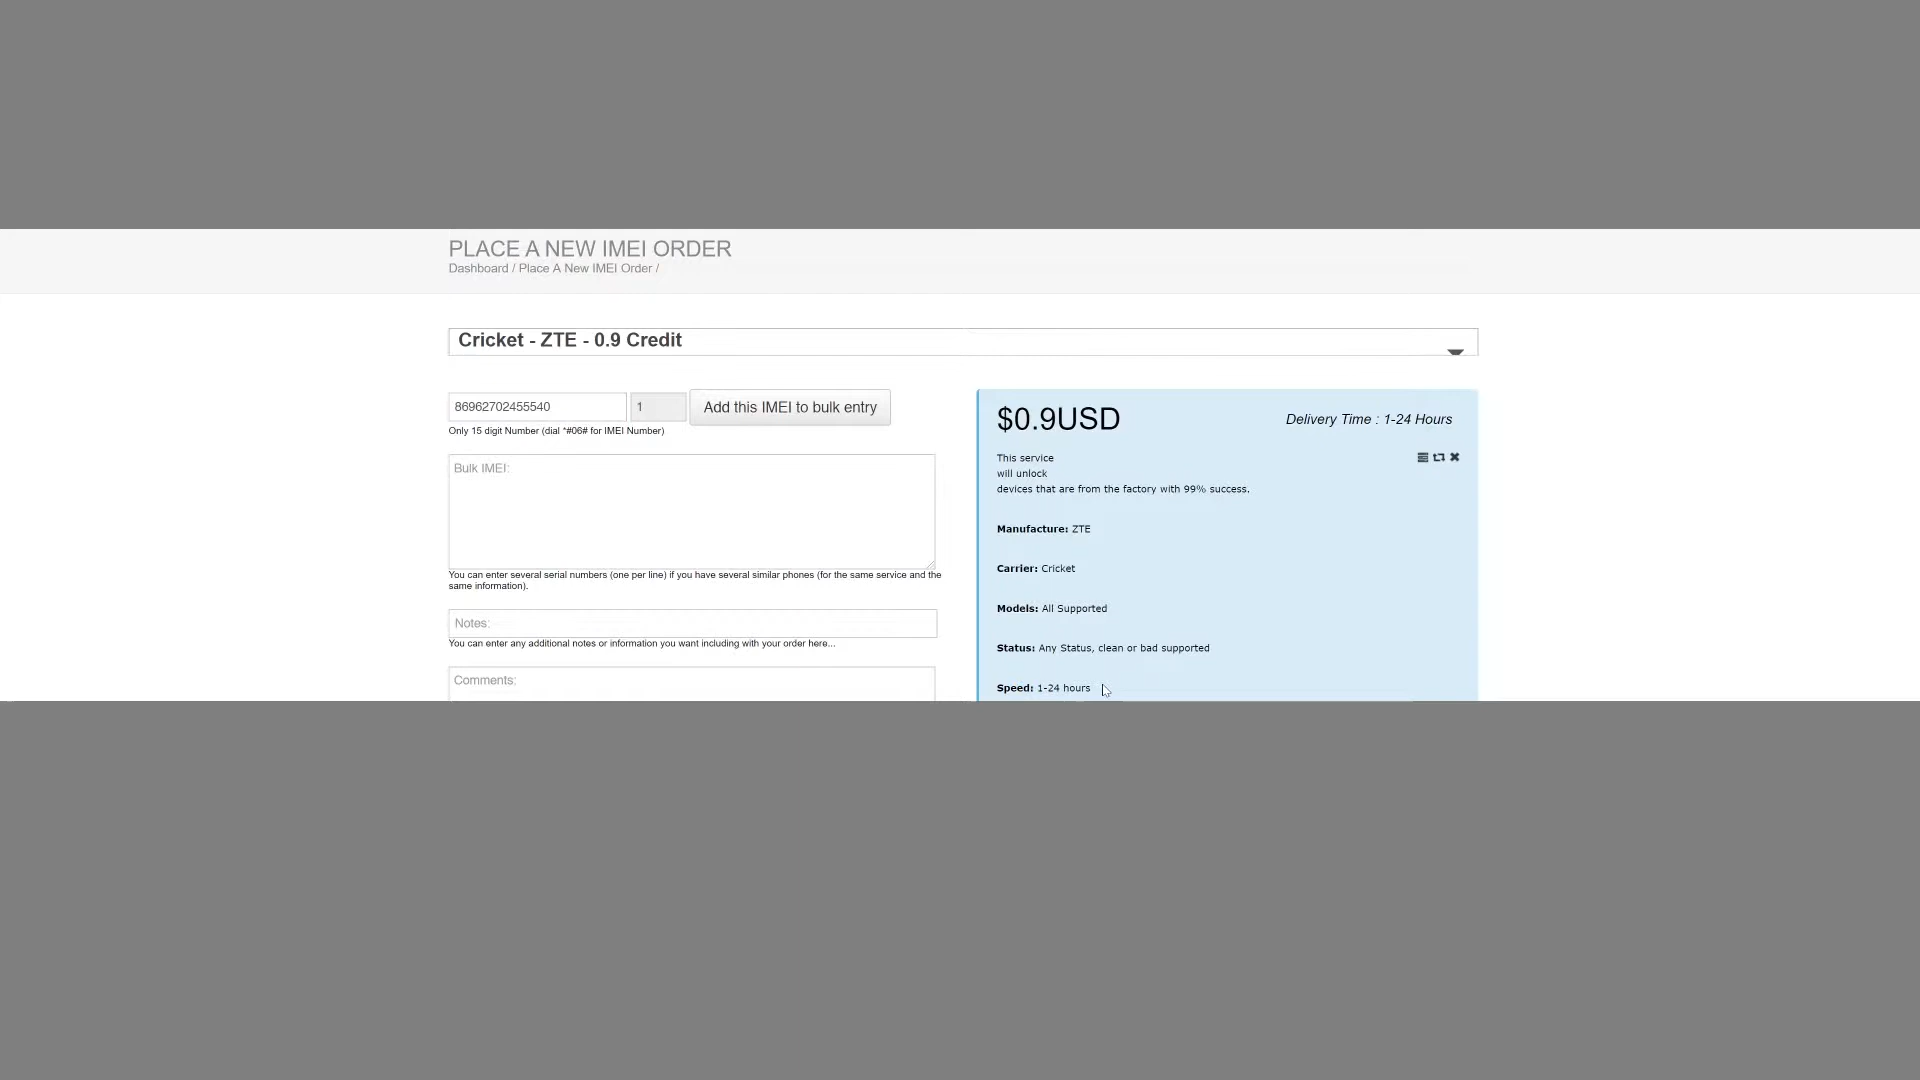 PLACE A NEW IMEI ORDER
Dashboard / Place A New IMEI Order /
Cricket - ZTE - 0.9 Credit
86962702455540
1
Add this IMEI to bulk entry
Only 15 digit Number (dial *#06# for IMEI Number)
Bulk IMEI:
You can enter several serial numbers (one per line) if you have several similar phones (for the same service and the
same information).
Notes:
You can enter any additional notes or information you want including with your order here...
Comments:
$0.9USD
Delivery Time : 1-24 Hours
This service
will unlock
devices that are from the factory with 99% success.
Manufacture: ZTE
Carrier: Cricket
Models: All Supported
Status: Any Status, clean or bad supported
Speed: 1-24 hours